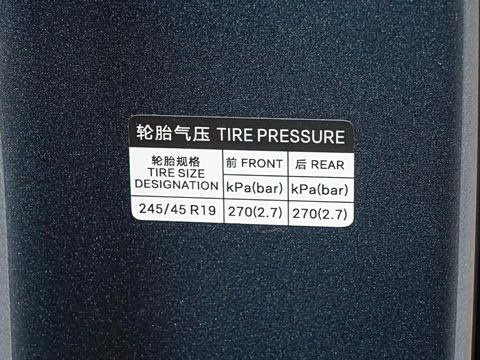 轮胎气压 TIRE PRESSURE
轮胎规格
TIRE SIZE
DESIGNATION
前 FRONT
后 REAR
kPa(bar)
kPa(bar)
245/45 R19
270(2.7)
270(2.7)